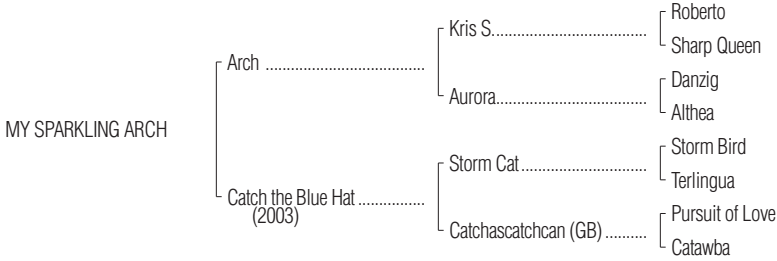 Roberto
Kris S.
Sharp Queen
Arch
Danzig
Aurora
Althea
MY SPARKLING ARCH
Storm Bird
Storm Cat
Terlingua
Catch the Blue Hat
(2003)
Pursuit of Love
Catchascatchcan (GB)
Catawba